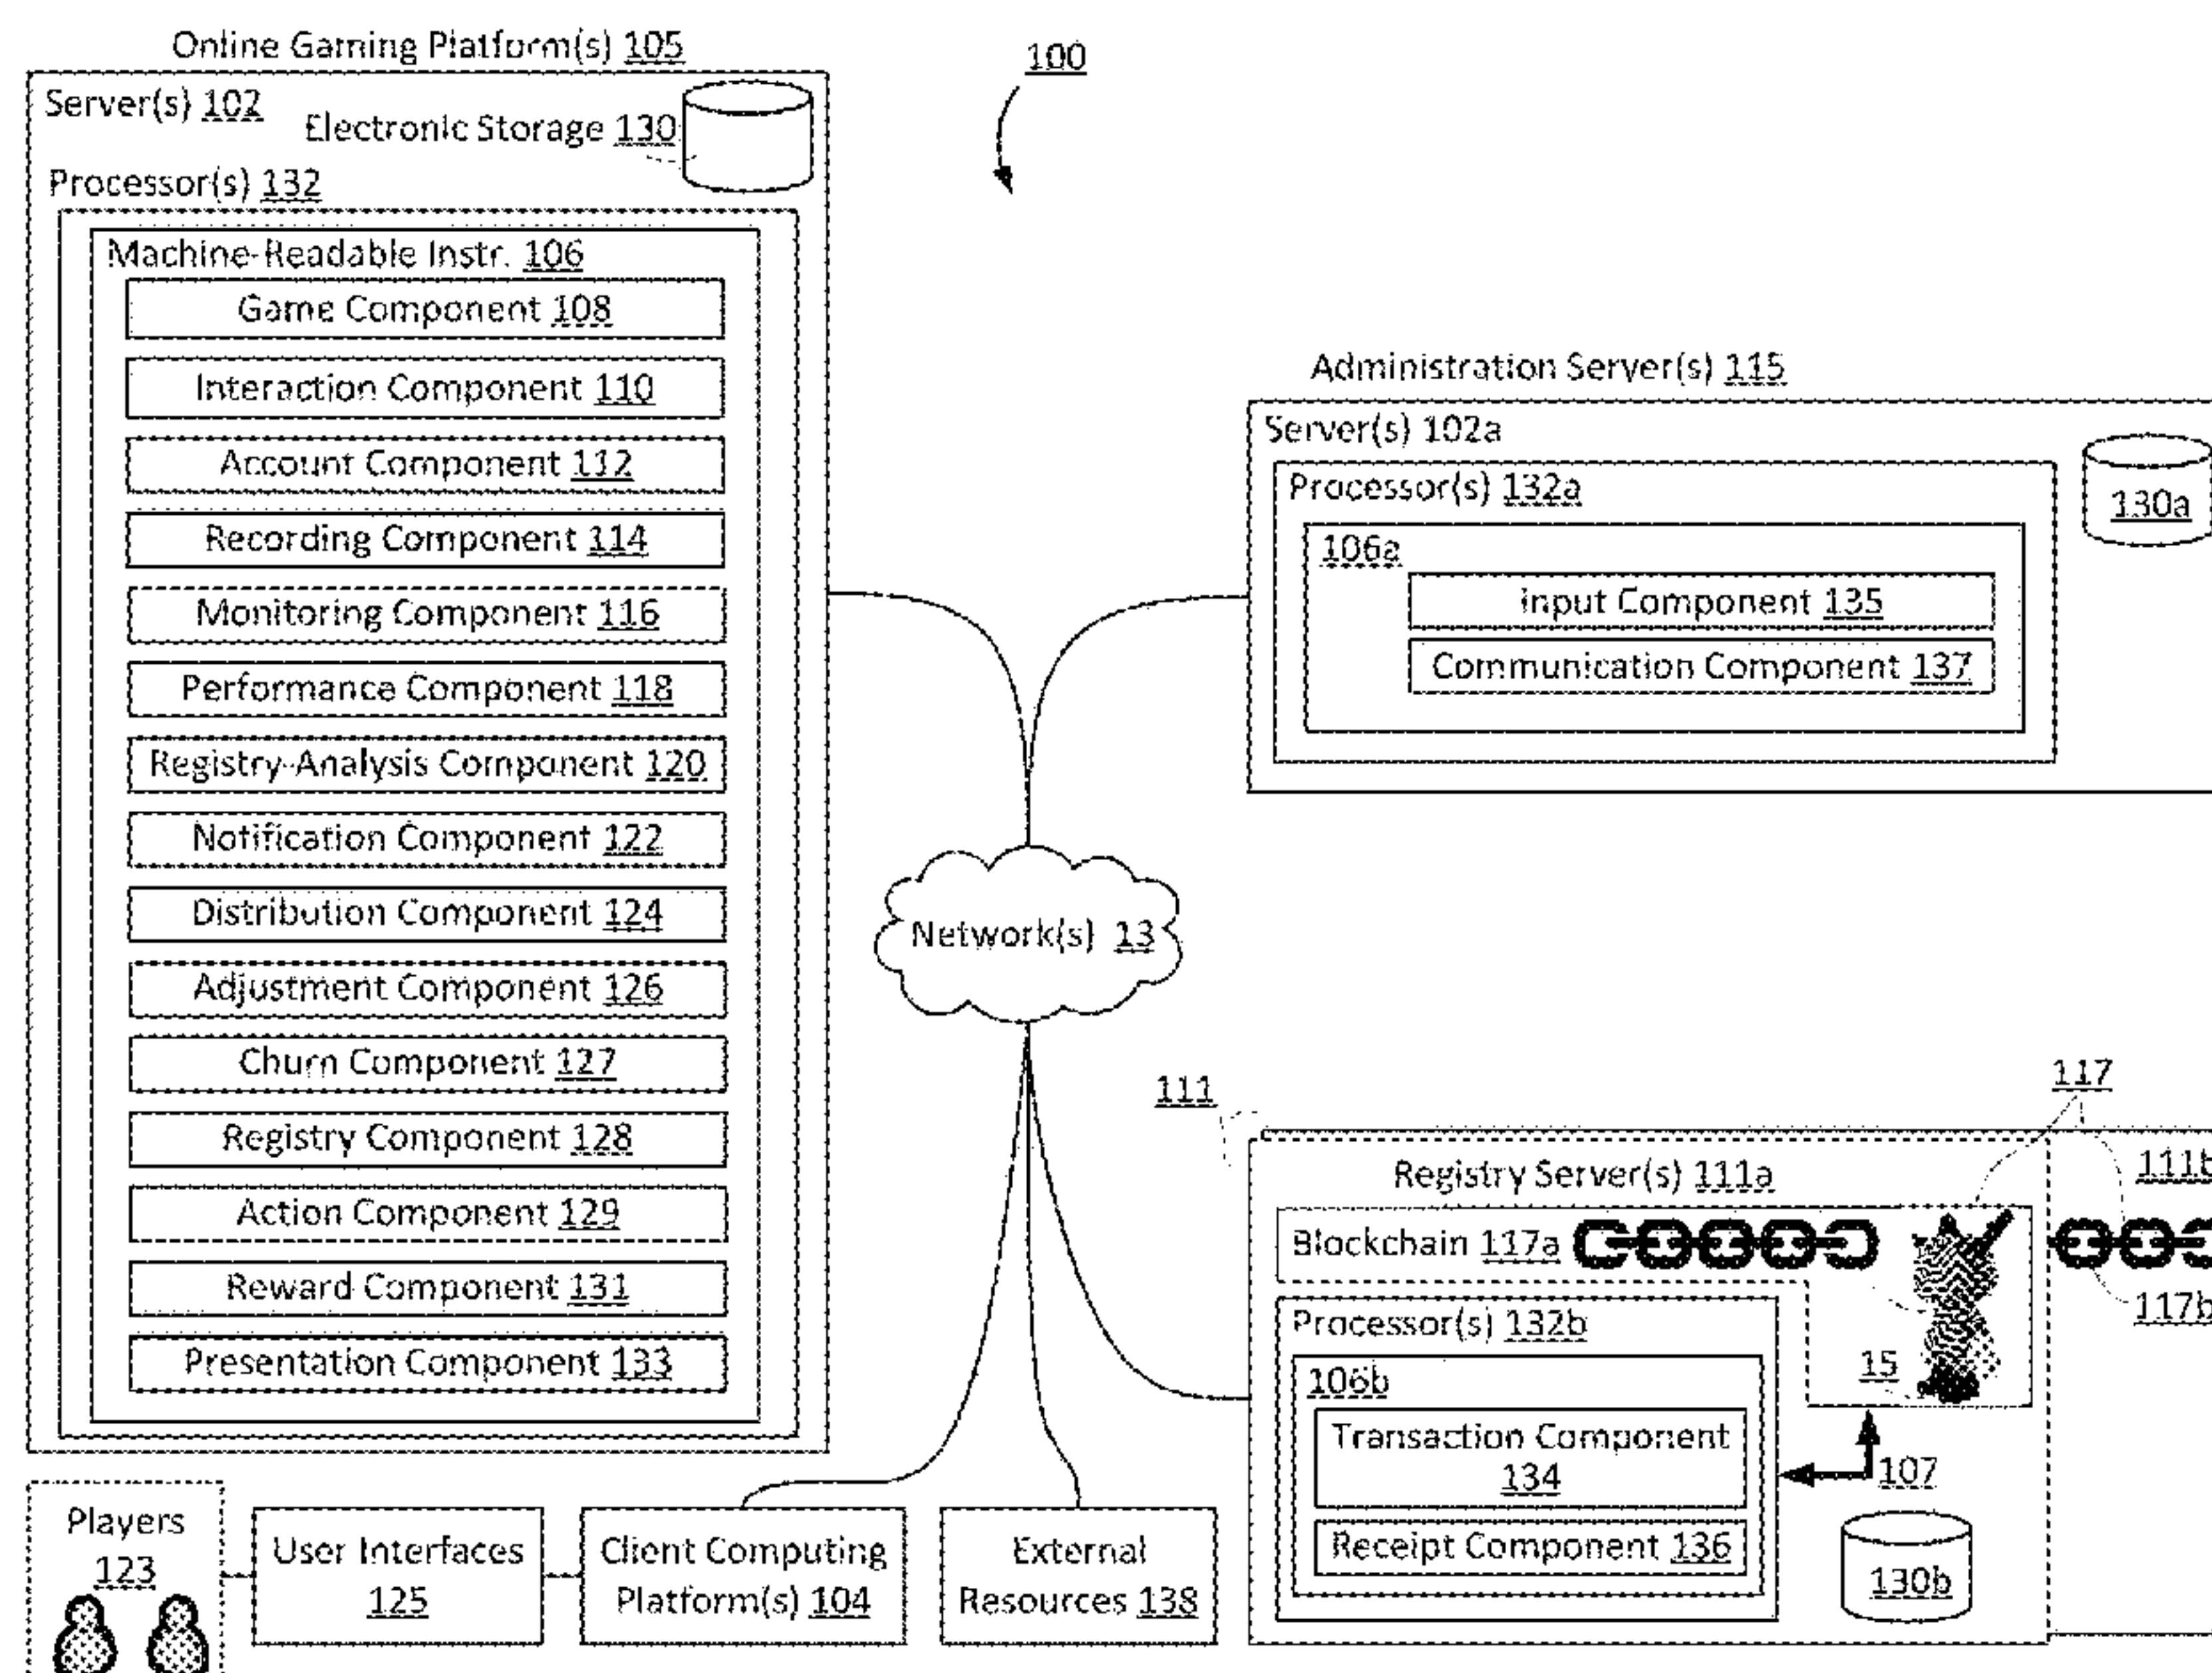 Online Gaming Platform(s) 105
100
Server(s) 102
Electronic Storage 130
Processor(s) 132
Machine-Readable Instr. 106
Game Component 108
Interaction Component 110
Account Component 112
Recording Component 114
Monitoring Component 116
Performance Component 118
Registry-Analysis Component 120
Notification Component 122
Distribution Component 124
Adjustment Component 126
Churn Component 127
Registry Component 128
Action Component 129
Reward Component 131
Presentation Component 133
Administration Server(s) 115
Server(s) 102a
Processor(s) 132a
130a
106a
Input Component 135
Communication Component 137
Network(s) 13
117
111
Registry Server(s) 111a
111b
Blockchain 117a
117b
Processor(s) 132b
15
106b
Transaction Component
134
107
Receipt Component 136
130b
Players
123
User Interfaces
125
Client Computing
Platform(s) 104
External
Resources 138